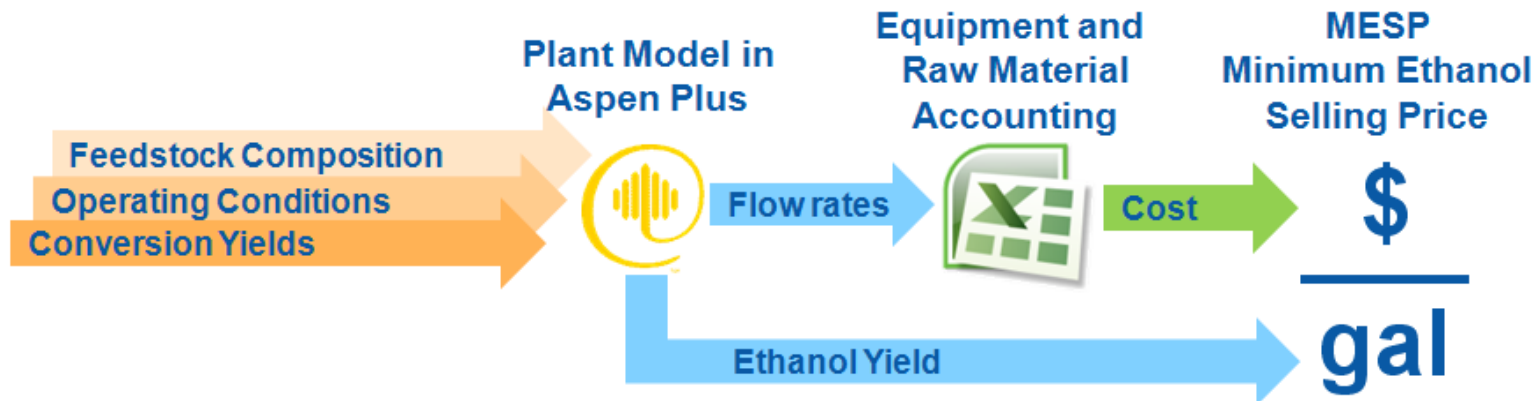 Plant Model in
Aspen Plus
Equipment and
Raw Material
Accounting
MESP
Minimum Ethanol
Selling Price
Feedstock Composition
Operating Conditions
Conversion Yields
Flow rates
X
Cost
$
gal
Ethanol Yield